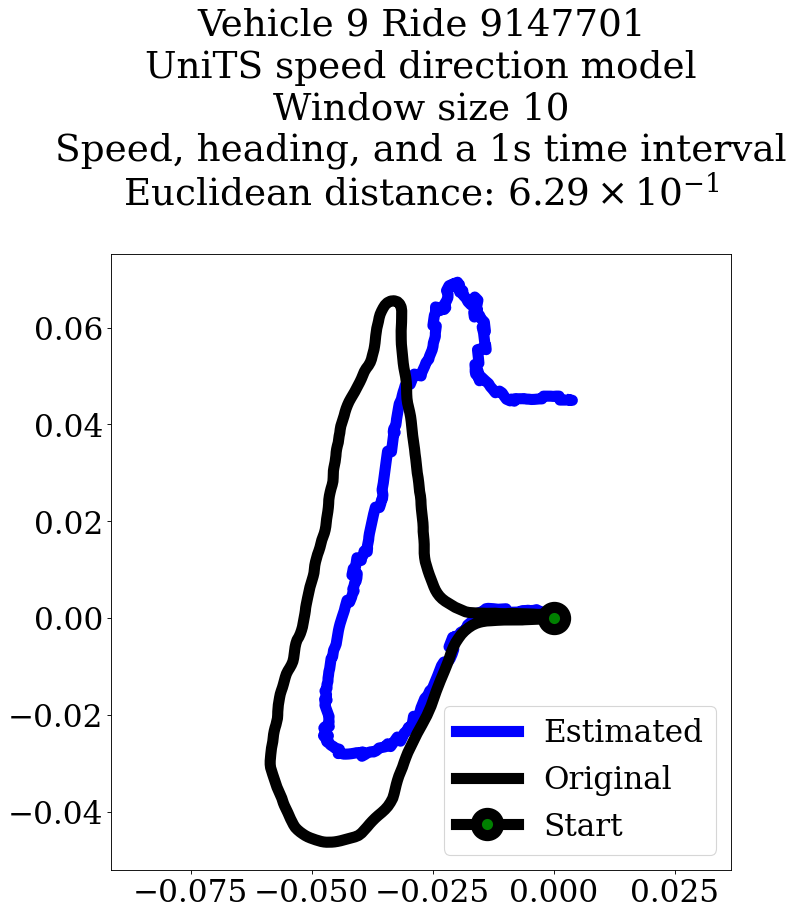 Vehicle 9 Ride 9147701
UniTS speed direction model
Window size 10
Speed, heading, and a 1s time interval
Euclidean distance: 6.29 × 10⁻¹
0.06
0.04
0.02
0.00
−0.02
−0.04
Estimated
Original
Start
−0.075 −0.050 −0.025 0.000 0.025